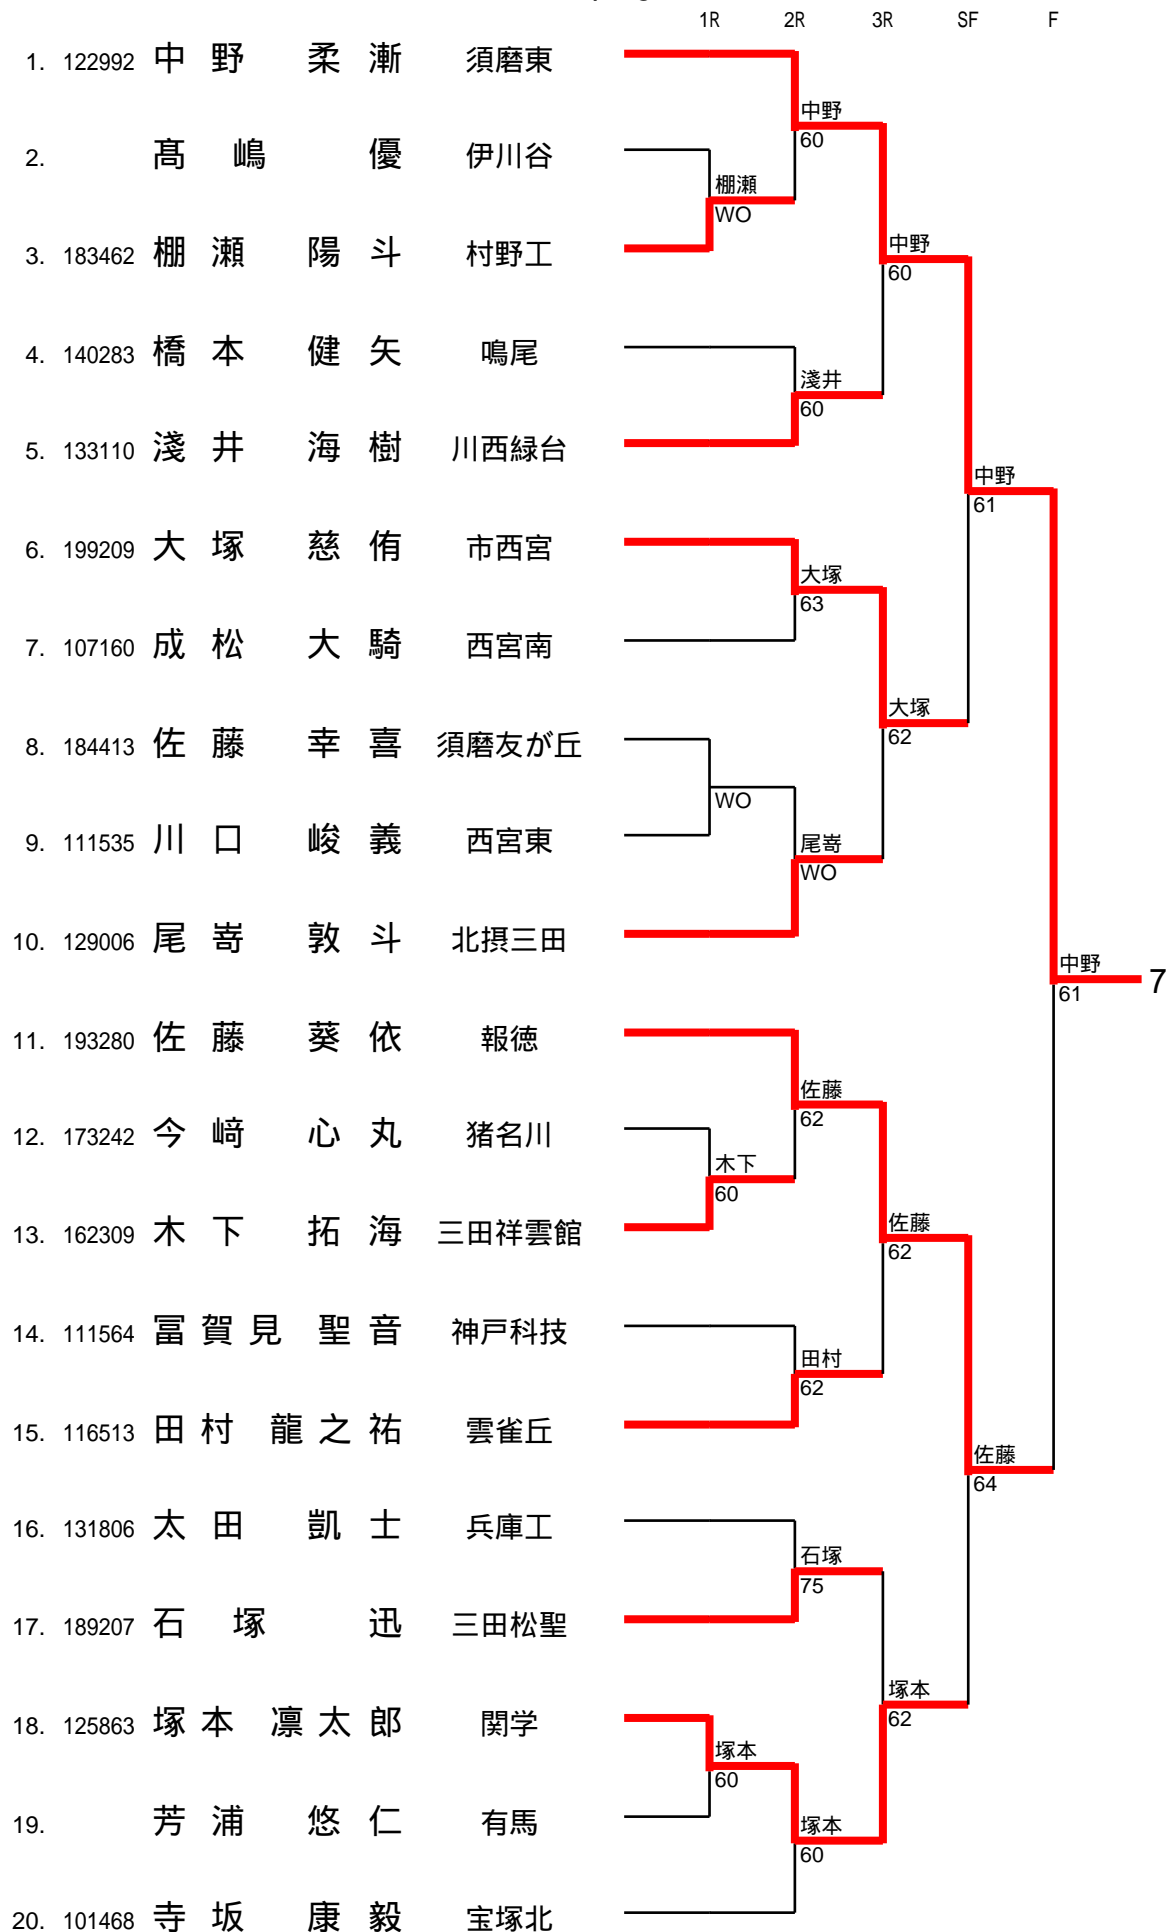 1R 2R 3R SF F
1. 122992 中野 柔漸 須磨東
中野
60
2. 髙嶋 優 伊川谷
棚瀬
WO
3. 183462 棚瀬 陽斗 村野工
中野
60
4. 140283 橋本 健矢 鳴尾
淺井
60
5. 133110 淺井 海樹 川西緑台
中野
61
6. 199209 大塚 慈侑 市西宮
大塚
63
7. 107160 成松 大騎 西宮南
大塚
62
8. 184413 佐藤 幸喜 須磨友が丘
WO
9. 111535 川口 峻義 西宮東
尾嵜
WO
10. 129006 尾嵜 敦斗 北摂三田
中野
61
7
11. 193280 佐藤 葵依 報徳
佐藤
62
12. 173242 今﨑 心丸 猪名川
木下
60
13. 162309 木下 拓海 三田祥雲館
佐藤
62
14. 111564 冨賀見 聖音 神戸科技
田村
62
15. 116513 田村 龍之祐 雲雀丘
佐藤
64
16. 131806 太田 凱士 兵庫工
石塚
75
17. 189207 石塚 迅 三田松聖
塚本
62
18. 125863 塚本 凛太郎 関学
塚本
60
19. 芳浦 悠仁 有馬
塚本
60
20. 101468 寺坂 康毅 宝塚北